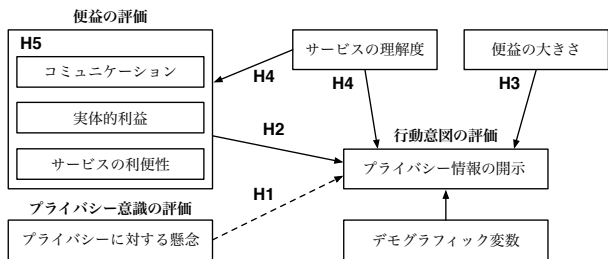 便益の評価
H5
コミュニケーション
実体的利益
サービスの利便性
サービスの理解度
便益の大きさ
H4
H4
H3
H2
行動意図の評価
プライバシー情報の開示
H1
プライバシー意識の評価
プライバシーに対する懸念
デモグラフィック変数